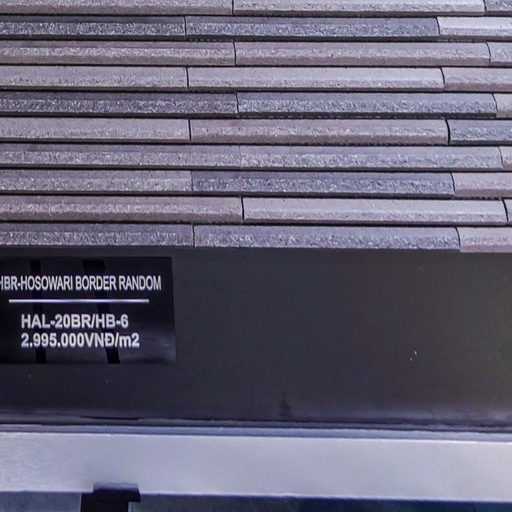 HBR-HOSOWARI BORDER RANDOM
HAL-20BR/HB-6
2.995.000VNĐ/m2